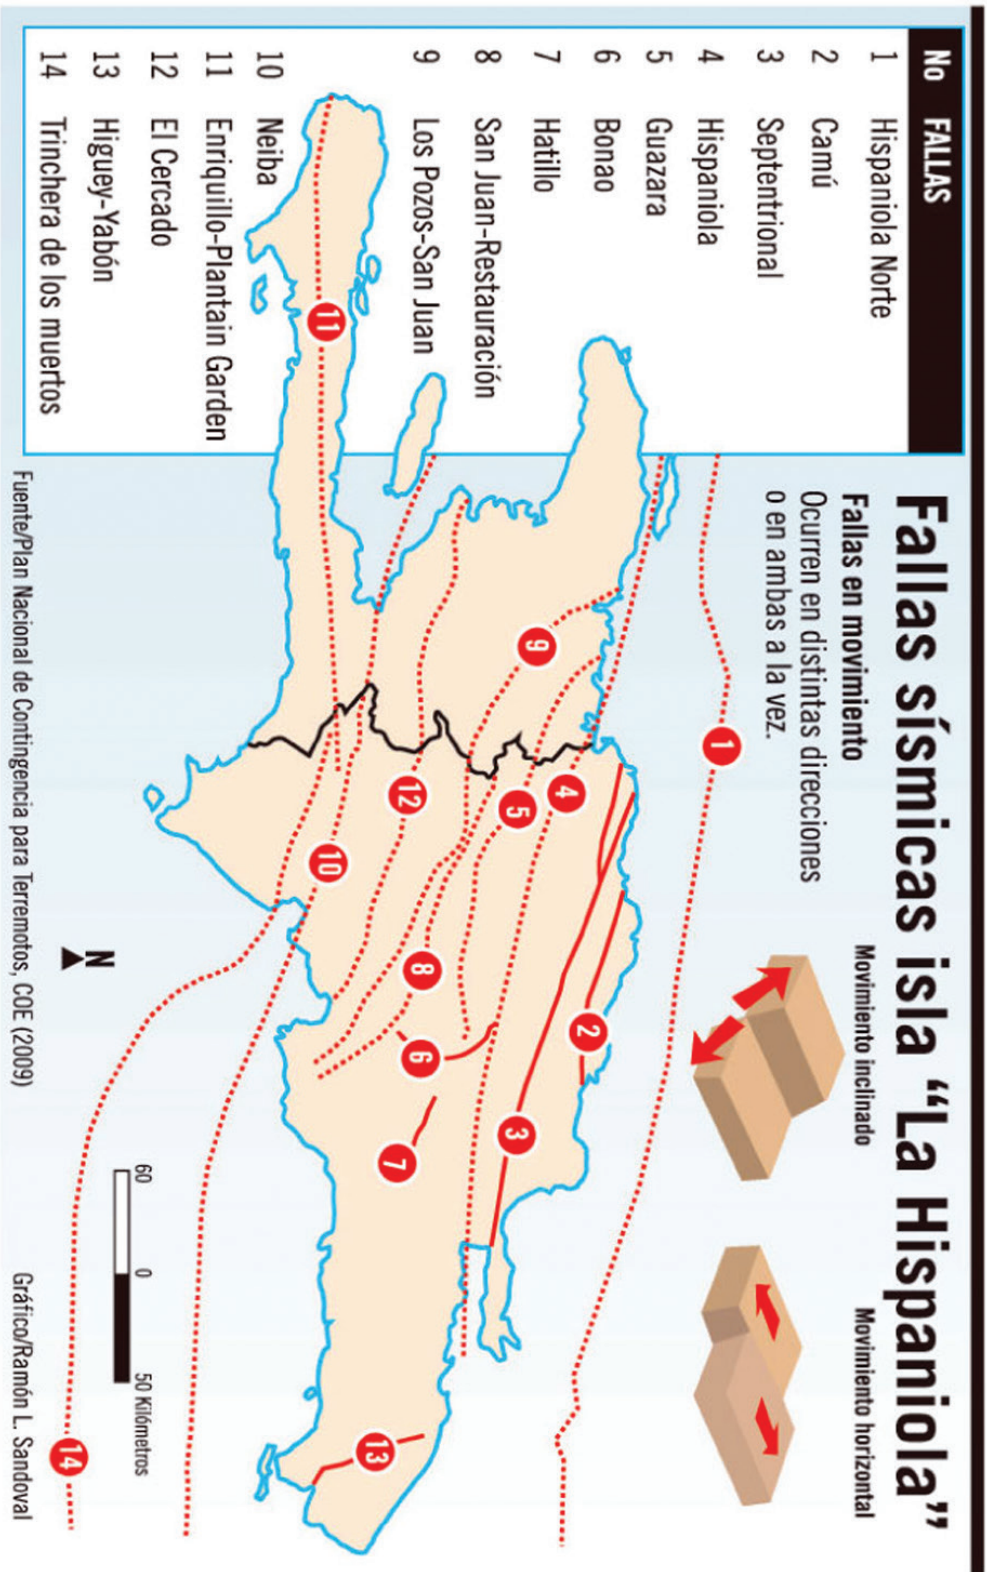 Fallas sísmicas isla “La Hispaniola”
No FALLAS
1 Hispaniola Norte
2 Camú
3 Septentrional
4 Hispaniola
5 Guazara
6 Bonao
7 Hatillo
8 San Juan-Restauración
9 Los Pozos-San Juan
10 Neiba
11 Enriquillo-Plantain Garden
12 El Cercado
13 Higuey-Yabón
14 Trinchera de los muertos
Fallas en movimiento
Ocurren en distintas direcciones
o en ambas a la vez.
Movimiento inclinado
Movimiento horizontal
1
2
3
4
5
6
7
8
9
10
11
12
13
14
N
60 0 50 Kilómetros
Fuente/Plan Nacional de Contingencia para Terremotos, COE (2009)
Gráfico/Ramón L. Sandoval